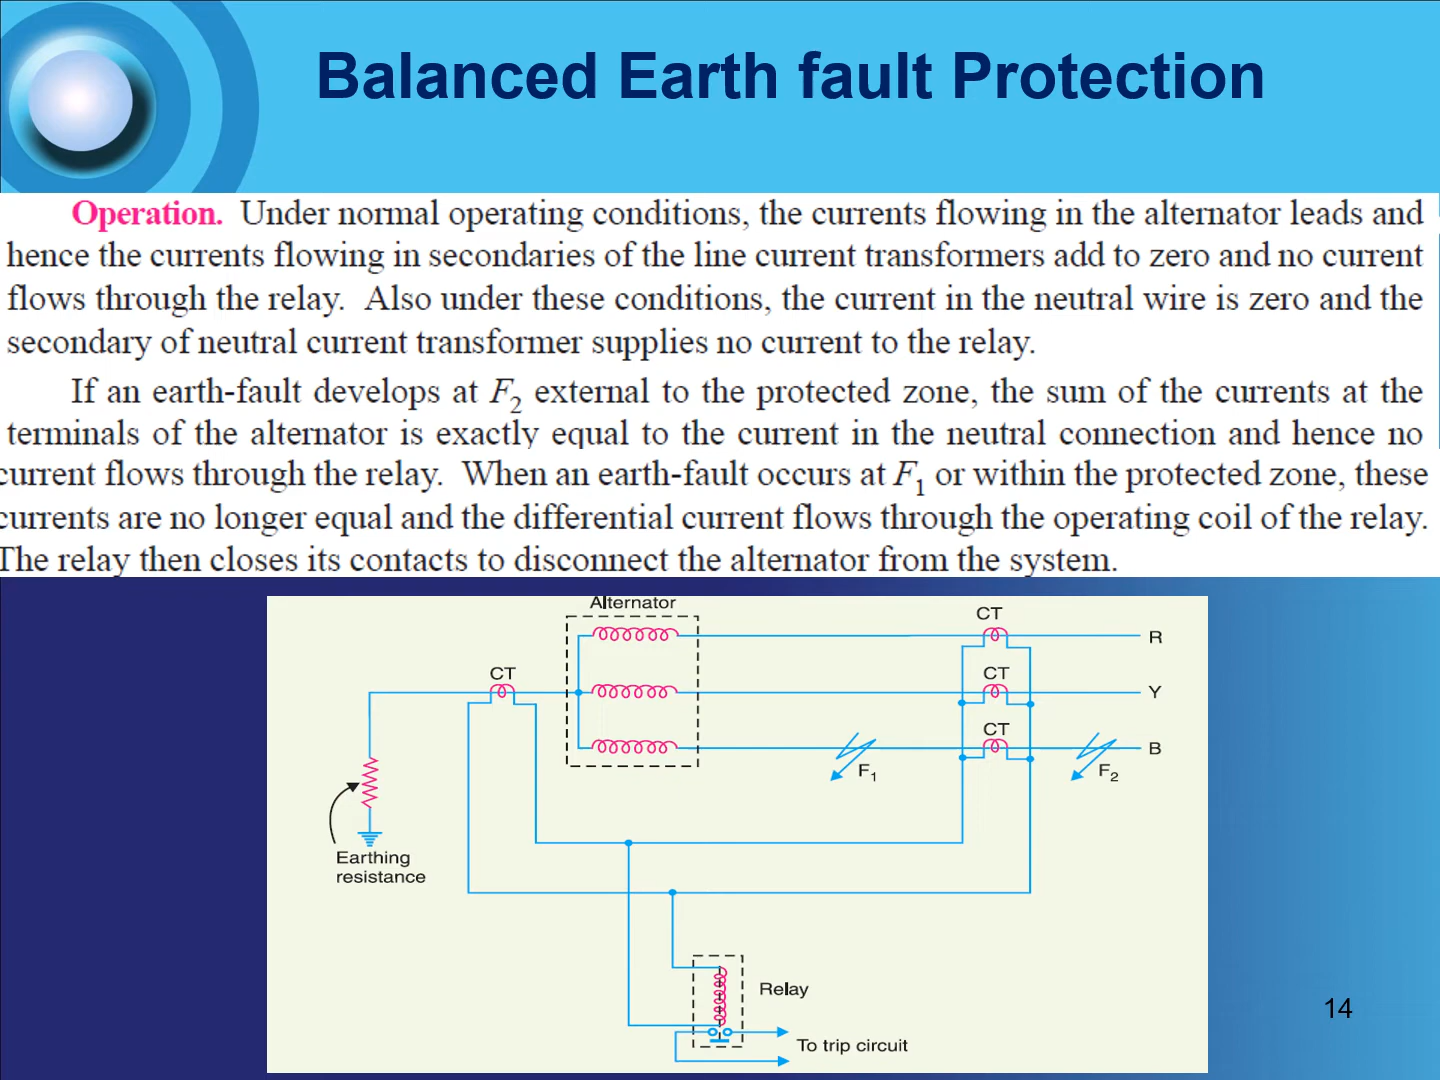 Balanced Earth fault Protection
Operation. Under normal operating conditions, the currents flowing in the alternator leads and
hence the currents flowing in secondaries of the line current transformers add to zero and no current
flows through the relay. Also under these conditions, the current in the neutral wire is zero and the
secondary of neutral current transformer supplies no current to the relay.
If an earth-fault develops at F2 external to the protected zone, the sum of the currents at the
terminals of the alternator is exactly equal to the current in the neutral connection and hence no
current flows through the relay. When an earth-fault occurs at F1 or within the protected zone, these
currents are no longer equal and the differential current flows through the operating coil of the relay.
The relay then closes its contacts to disconnect the alternator from the system.
Alternator
CT
R
CT
CT
Y
CT
B
F1
F2
Earthing
resistance
Relay
14
To trip circuit